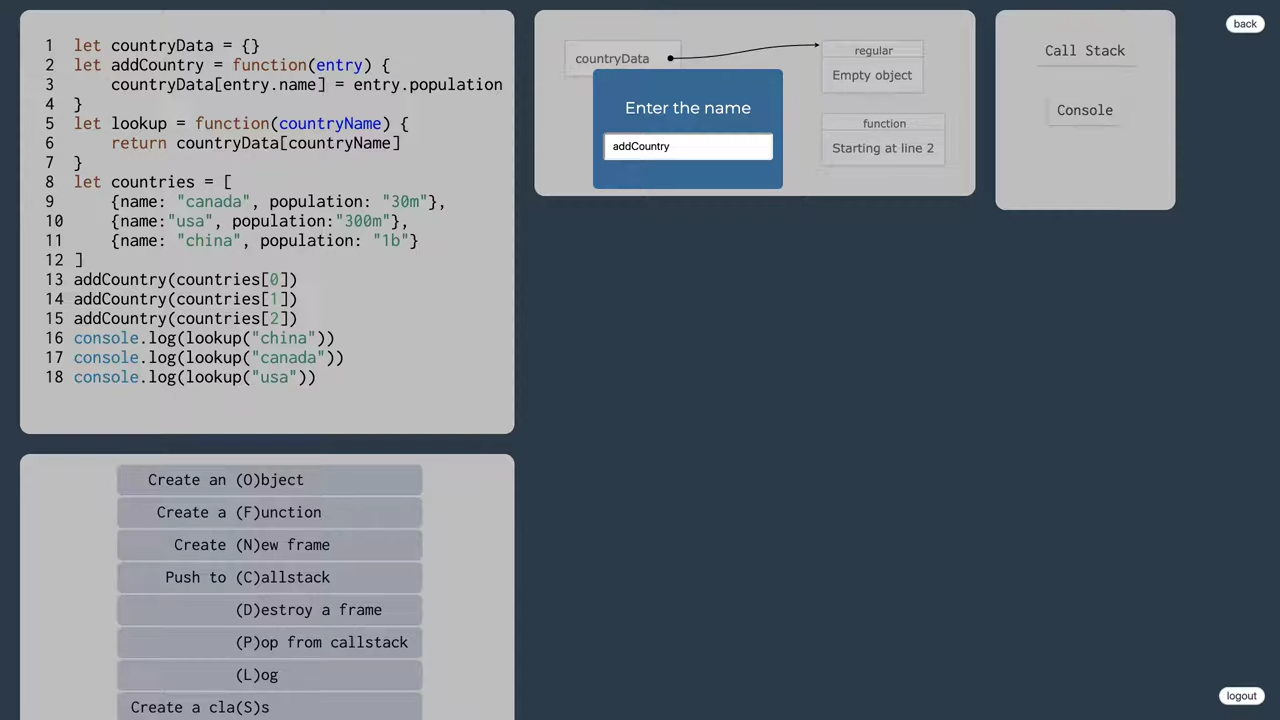 1 let countryData = {}
2 let addCountry = function(entry) {
3     countryData[entry.name] = entry.population
4 }
5 let lookup = function(countryName) {
6     return countryData[countryName]
7 }
8 let countries = [
9     {name: "canada", population: "30m"},
10     {name:"usa", population:"300m"},
11     {name: "china", population: "1b"}
12 ]
13 addCountry(countries[0])
14 addCountry(countries[1])
15 addCountry(countries[2])
16 console.log(lookup("china"))
17 console.log(lookup("canada"))
18 console.log(lookup("usa"))
Create an (O)bject
Create a (F)unction
Create (N)ew frame
Push to (C)allstack
(D)estroy a frame
(P)op from callstack
(L)og
Create a cla(S)s
countryData
regular
Empty object
function
Starting at line 2
Enter the name
addCountry
Call Stack
Console
back
logout